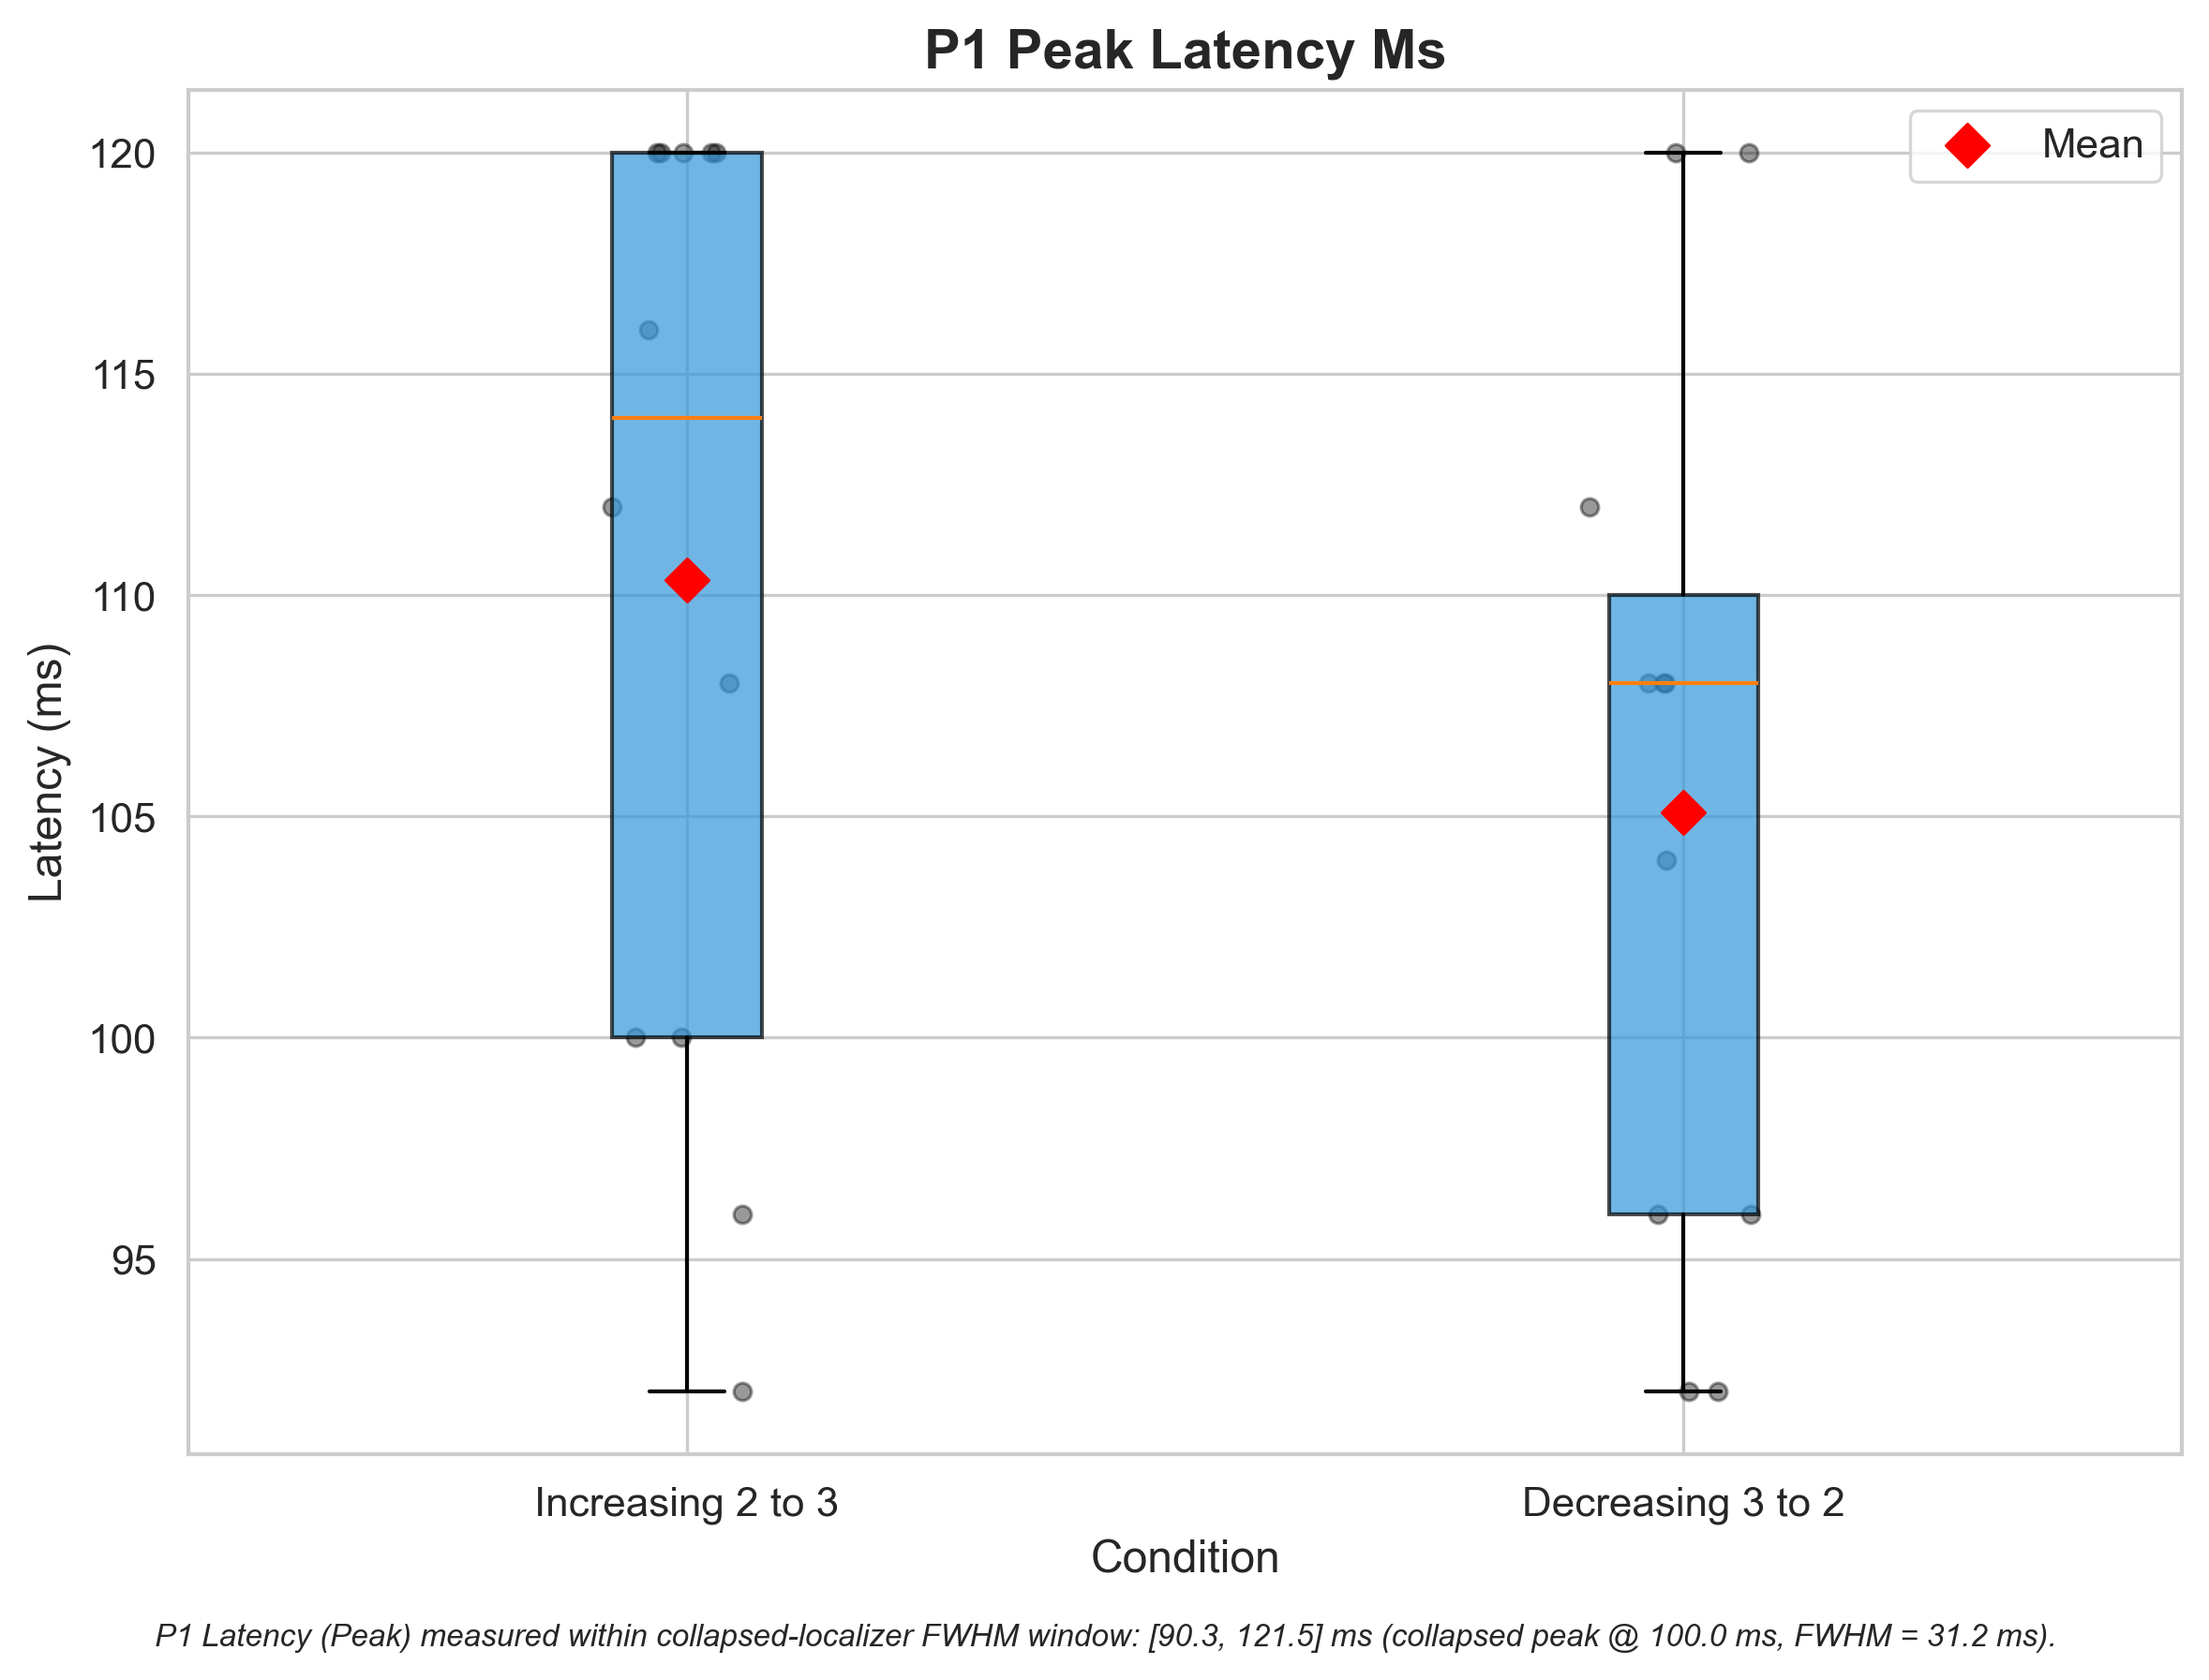 P1 Peak Latency Ms
Mean
120
115
110
105
100
95
Latency (ms)
Increasing 2 to 3
Decreasing 3 to 2
Condition
P1 Latency (Peak) measured within collapsed-localizer FWHM window: [90.3, 121.5] ms (collapsed peak @ 100.0 ms, FWHM = 31.2 ms).